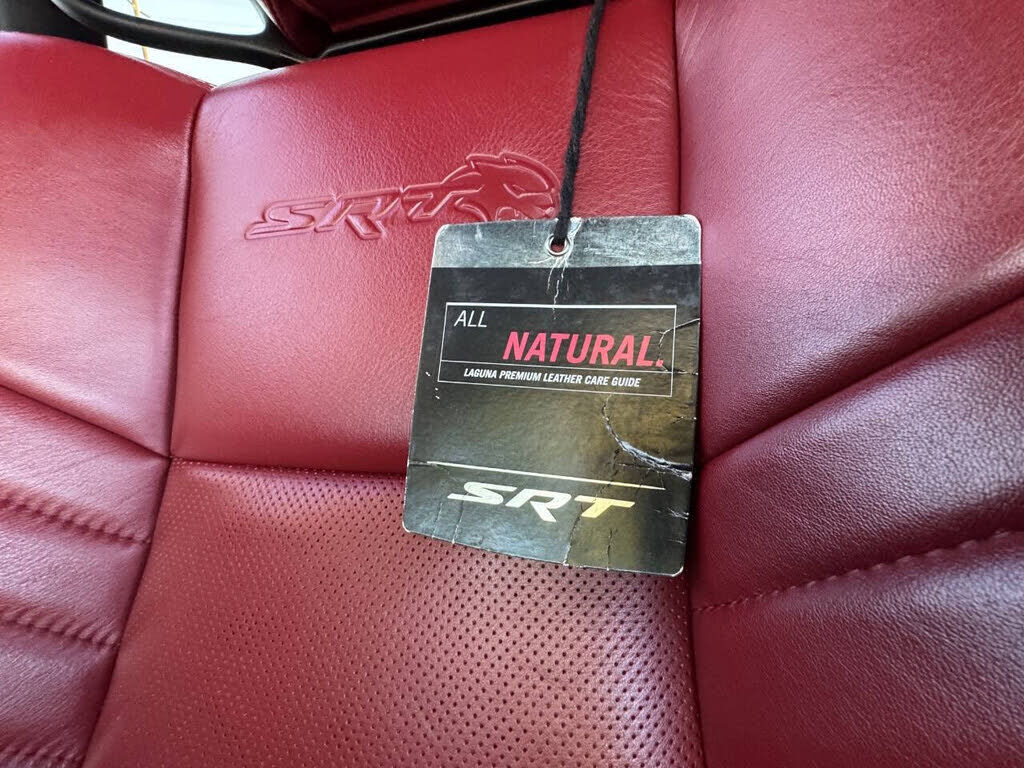 SRT
ALL
NATURAL.
LAGUNA PREMIUM LEATHER CARE GUIDE
SRT